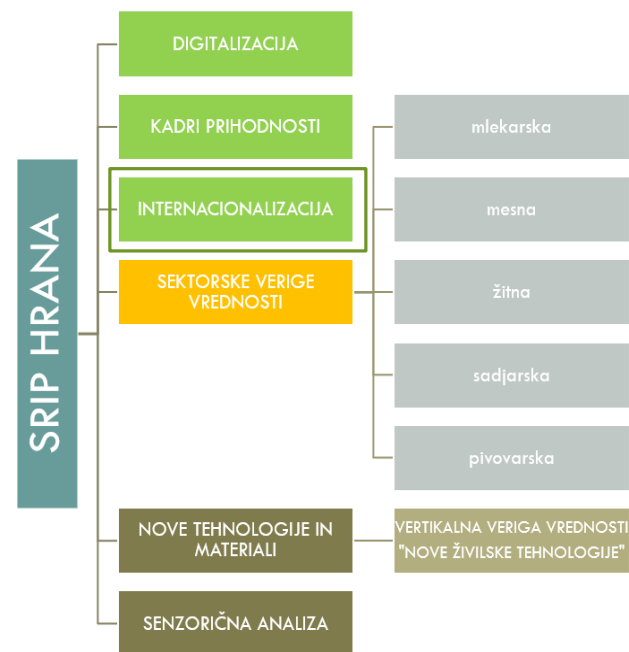 SRIP HRANA
DIGITALIZACIJA
KADRI PRIHODNOSTI
INTERNACIONALIZACIJA
SEKTORSKE VERIGE
VREDNOSTI
mlekarska
mesna
žitna
sadjarska
pivovarska
NOVE TEHNOLOGIJE IN
MATERIALI
VERTIKALNA VERIGA VREDNOSTI
"NOVE ŽIVILSKE TEHNOLOGIJE"
SENZORIČNA ANALIZA